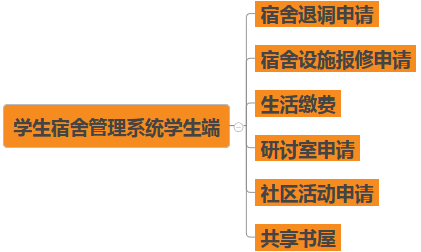 宿舍退调申请
宿舍设施报修申请
生活缴费
学生宿舍管理系统学生端
研讨室申请
社区活动申请
共享书屋